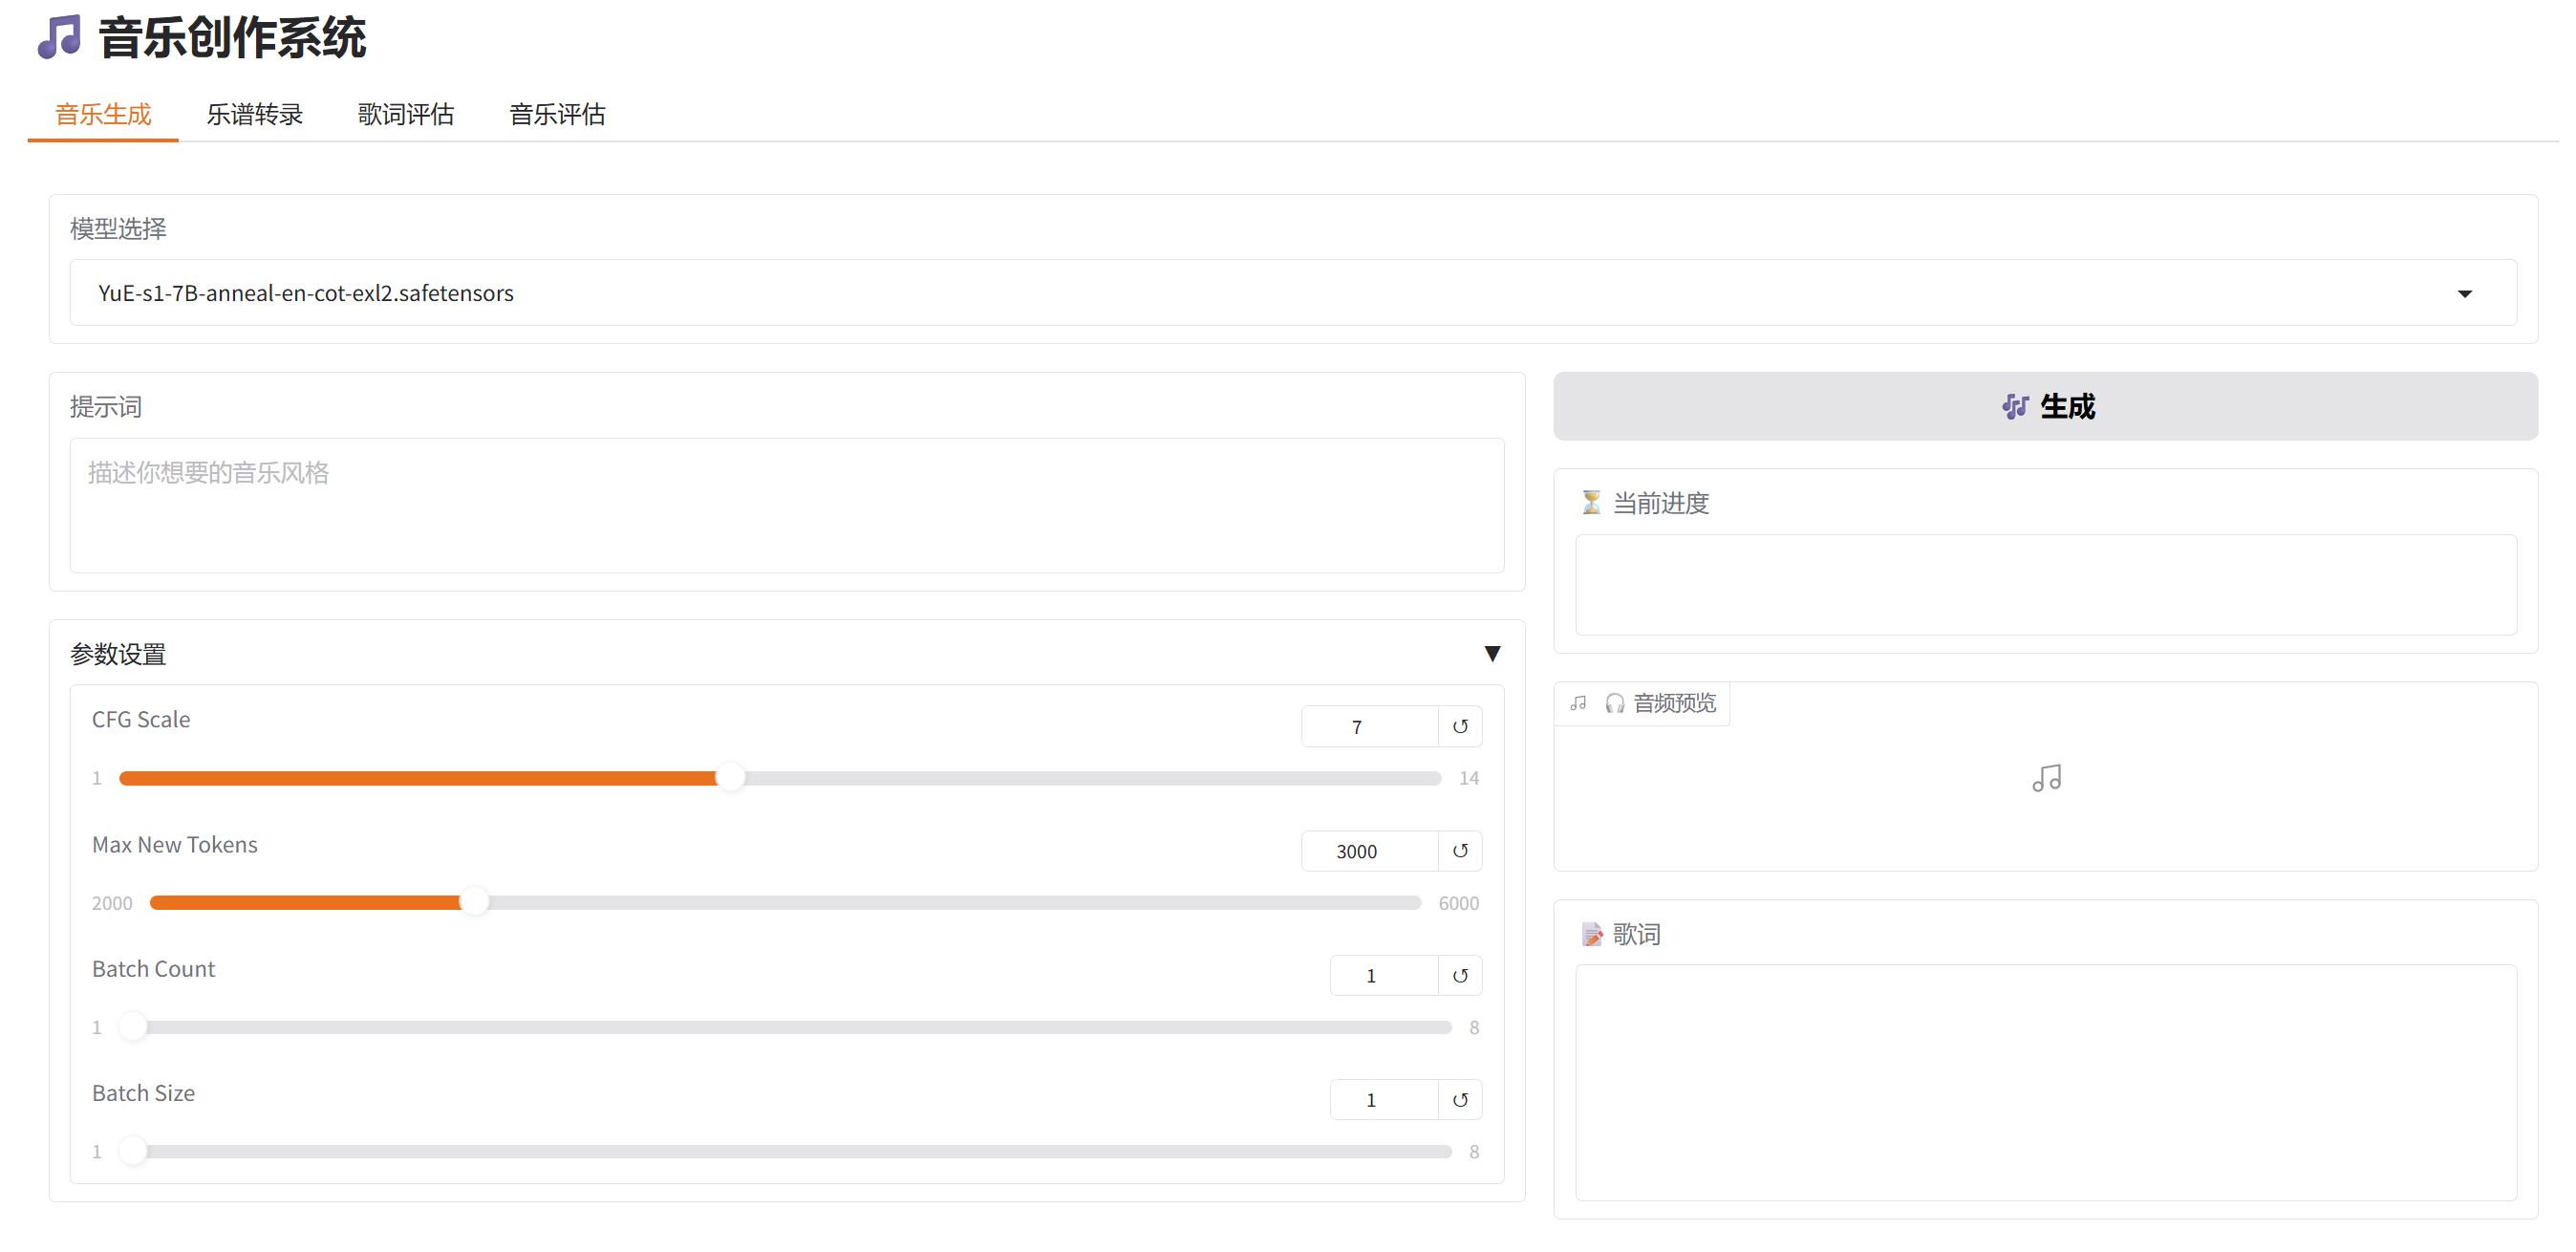 音乐创作系统
音乐生成 乐谱转录 歌词评估 音乐评估
模型选择
YuE-s1-7B-anneal-en-cot-exl2.safetensors
提示词
描述你想要的音乐风格
参数设置 ▼
CFG Scale 7
1 14
Max New Tokens 3000
2000 6000
Batch Count 1
1 8
Batch Size 1
1 8
生成
当前进度
音频预览
歌词